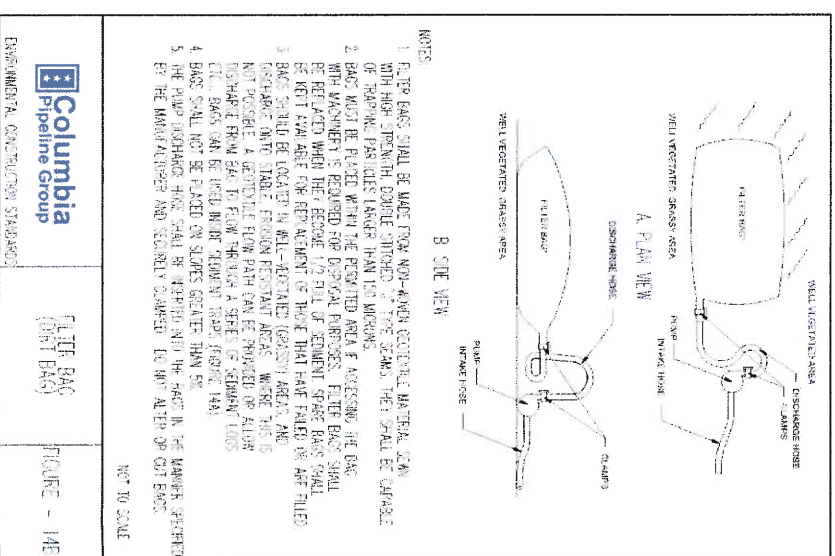 WELL VEGETATED AREA
DISCHARGE HOSE
CLAMPS
FILTER BAG
PUMP
INTAKE HOSE
WELL VEGETATED GRASSY AREA
A. PLAN VIEW
DISCHARGE HOSE
FILTER BAG
CLAMPS
WELL VEGETATED GRASSY AREA
PUMP
INTAKE HOSE
B. SIDE VIEW
NOTES:
1. FILTER BAGS SHALL BE MADE FROM NON-WOVEN GEOTEXTILE MATERIAL SEWN
WITH HIGH STRENGTH, DOUBLE STITCHED "J" TYPE SEAMS. THEY SHALL BE CAPABLE
OF TRAPPING PARTICLES LARGER THAN 150 MICRONS.
2. BAGS MUST BE PLACED WITHIN THE PERMITTED AREA IF ACCESSING THE BAG
WITH MACHINERY IS REQUIRED FOR DISPOSAL PURPOSES. FILTER BAGS SHALL
BE REPLACED WHEN THEY BECOME 1/2 FULL OF SEDIMENT. SPARE BAGS SHALL
BE KEPT AVAILABLE FOR REPLACEMENT OF THOSE THAT HAVE FAILED OR ARE FILLED
3. BAGS SHOULD BE LOCATED IN WELL-VEGETATED (GRASSY) AREAS, AND
DISCHARGE ONTO STABLE, EROSION RESISTANT AREAS. WHERE THIS IS
NOT POSSIBLE, A GEOTEXTILE FLOW PATH CAN BE PROVIDED OR ALLOW
DISCHARGE FROM BAG TO FLOW THROUGH A SERIES OF SEDIMENT LOGS
ETC.. BAGS CAN BE USED INSIDE SEDIMENT TRAPS (FIGURE 14A)
4. BAGS SHALL NOT BE PLACED ON SLOPES GREATER THAN 5%
5. THE PUMP DISCHARGE HOSE SHALL BE INSERTED INTO THE BAGS IN THE MANNER SPECIFIED
BY THE MANUFACTURER AND SECURELY CLAMPED. DO NOT ALTER OR CUT BAGS.
NOT TO SCALE
Columbia
Pipeline Group
ENVIRONMENTAL CONSTRUCTION STANDARDS
FILTER BAG
(DIRT BAG)
FIGURE - 14B